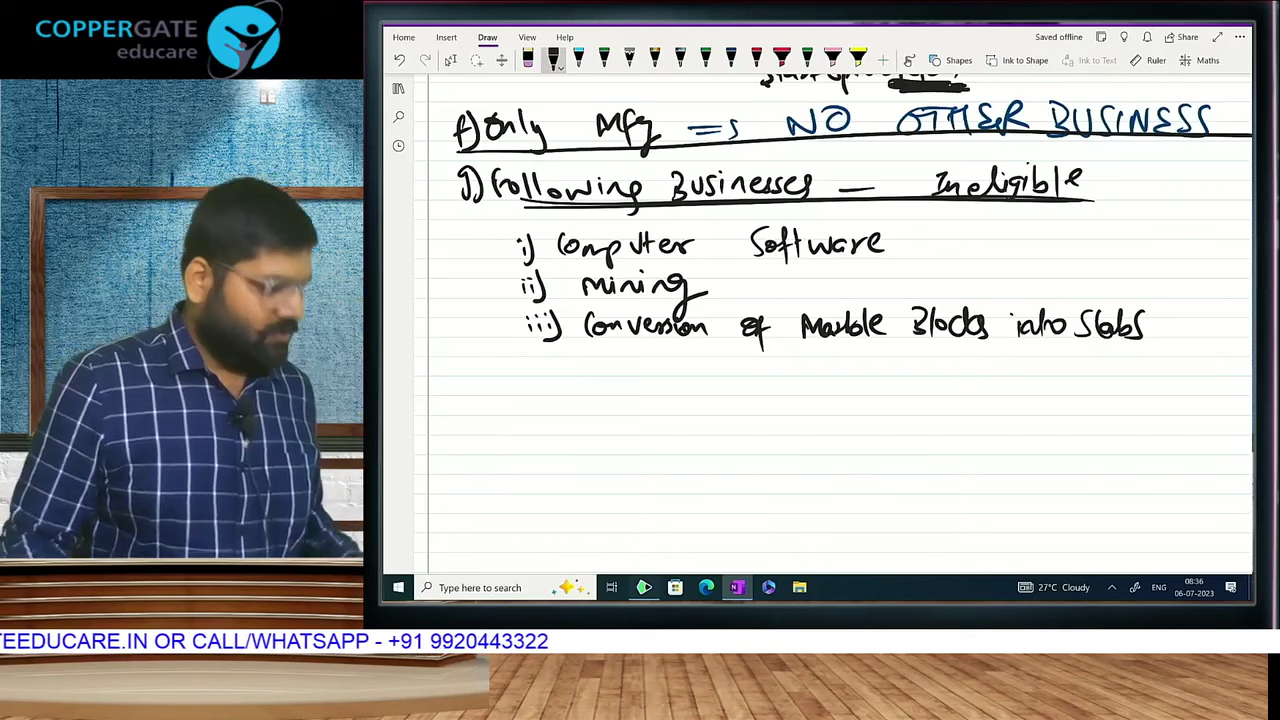 COPPERGATE
educare
Home Insert Draw View Help
Saved offline
Share
Shapes
Ink to Shape
Ink to Text
Ruler
Maths
f) Only Mfg => NO OTHER BUSINESS
g) Following Businesses — Ineligible
i) Computer Software
ii) mining
iii) Conversion of Marble Blocks into Slabs
Type here to search
27°C Cloudy
ENG
08:36
06-07-2023
TEEDUCARE.IN OR CALL/WHATSAPP - +91 9920443322